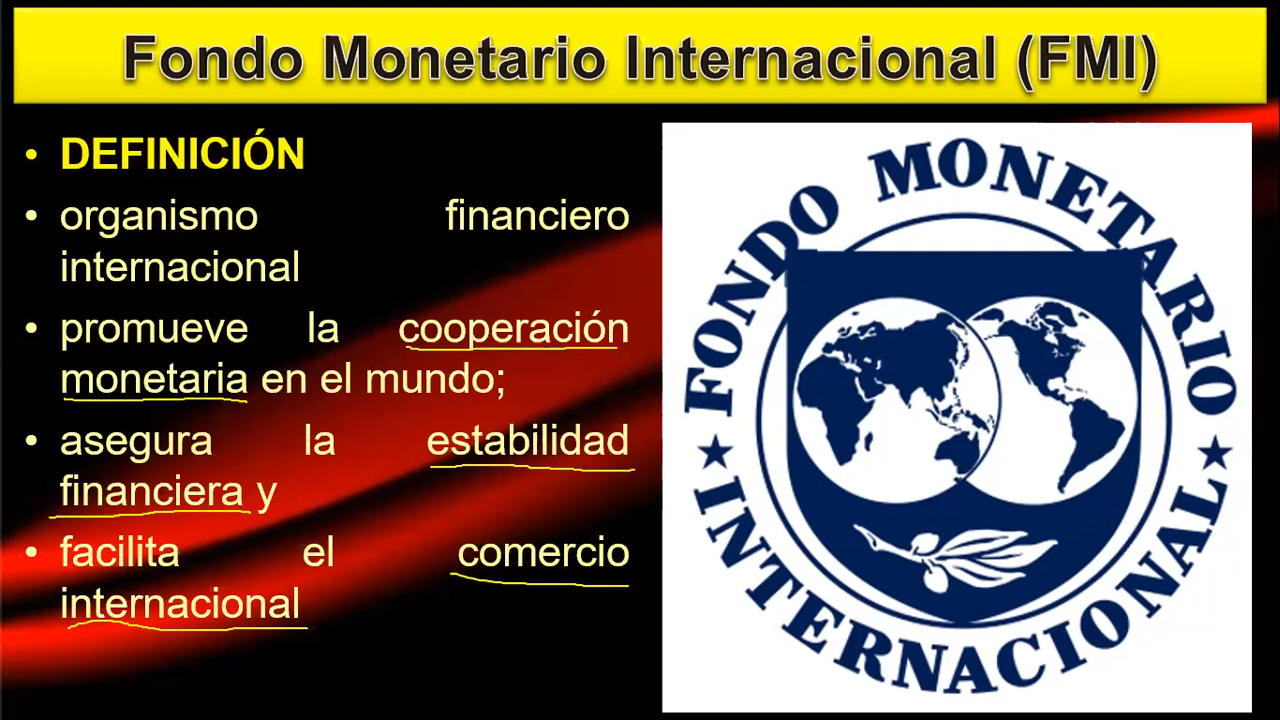 Fondo Monetario Internacional (FMI)
• DEFINICIÓN
• organismo financiero
internacional
• promueve la cooperación
monetaria en el mundo;
• asegura la estabilidad
financiera y
• facilita el comercio
internacional
FONDO MONETARIO
★ INTERNACIONAL ★